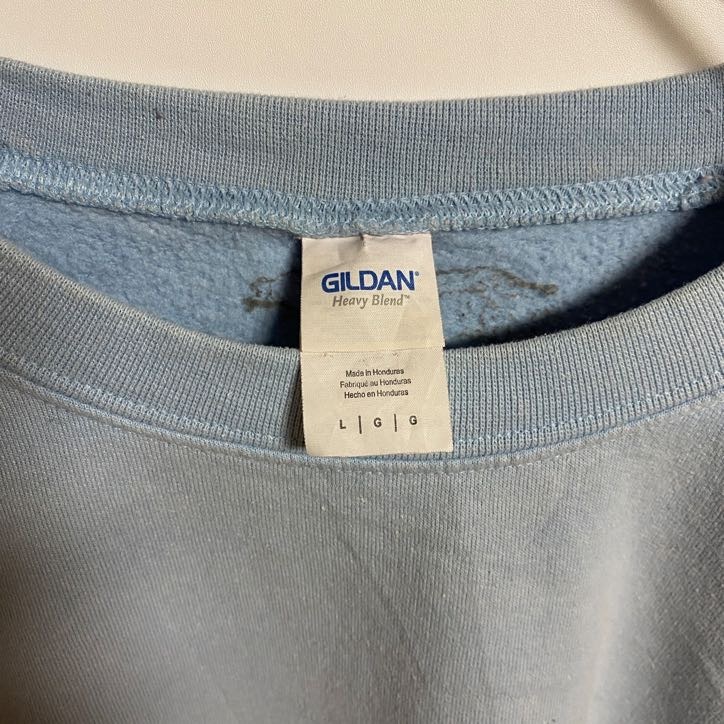 GILDAN®
Heavy Blend™
Made in Honduras
Fabriqué au Honduras
Hecho en Honduras
L | G | G